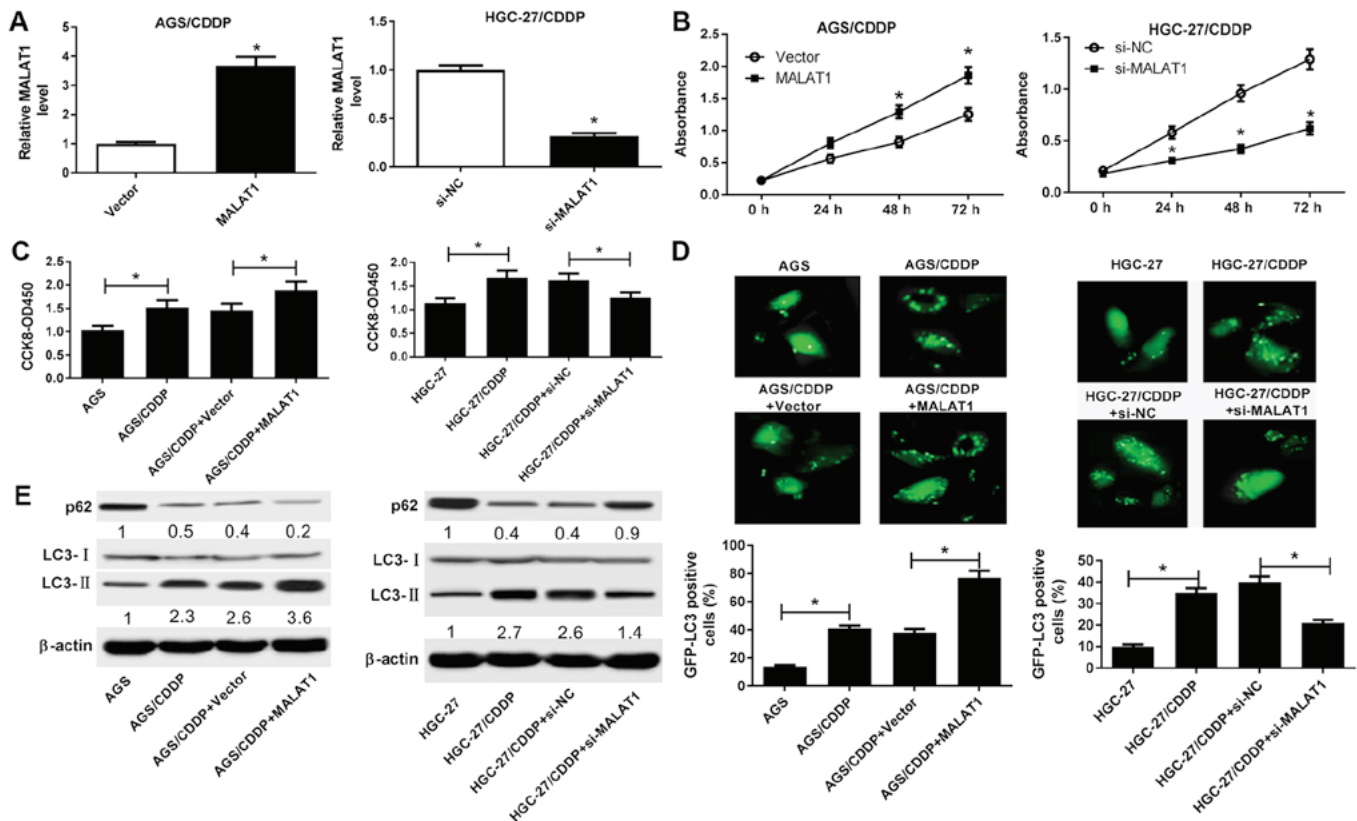 A
AGS/CDDP
Relative MALAT1
level
5
4
3
2
1
0
*
Vector
MALAT1
HGC-27/CDDP
Relative MALAT1
level
1.5
1.0
0.5
0.0
*
si-NC
si-MALAT1
B
AGS/CDDP
Vector
MALAT1
Absorbance
2.5
2.0
1.5
1.0
0.5
0.0
* *
0 h 24 h 48 h 72 h
HGC-27/CDDP
si-NC
si-MALAT1
Absorbance
1.5
1.0
0.5
0.0
* * *
0 h 24 h 48 h 72 h
C
CCK8-OD450
2.5
2.0
1.5
1.0
0.5
0.0
* *
AGS
AGS/CDDP
AGS/CDDP+Vector
AGS/CDDP+MALAT1
CCK8-OD450
2.5
2.0
1.5
1.0
0.5
0.0
* *
HGC-27
HGC-27/CDDP
HGC-27/CDDP+si-NC
HGC-27/CDDP+si-MALAT1
D
AGS
AGS/CDDP
AGS/CDDP
+Vector
AGS/CDDP
+MALAT1
HGC-27
HGC-27/CDDP
HGC-27/CDDP
+si-NC
HGC-27/CDDP
+si-MALAT1
GFP-LC3 positive
cells (%)
100
80
60
40
20
0
* *
AGS
AGS/CDDP
AGS/CDDP+Vector
AGS/CDDP+MALAT1
GFP-LC3 positive
cells (%)
50
40
30
20
10
0
* *
HGC-27
HGC-27/CDDP
HGC-27/CDDP+si-NC
HGC-27/CDDP+si-MALAT1
E
p62
1 0.5 0.4 0.2
LC3-Ⅰ
LC3-Ⅱ
1 2.3 2.6 3.6
β-actin
AGS
AGS/CDDP
AGS/CDDP+Vector
AGS/CDDP+MALAT1
p62
1 0.4 0.4 0.9
LC3-Ⅰ
LC3-Ⅱ
1 2.7 2.6 1.4
β-actin
HGC-27
HGC-27/CDDP
HGC-27/CDDP+si-NC
HGC-27/CDDP+si-MALAT1